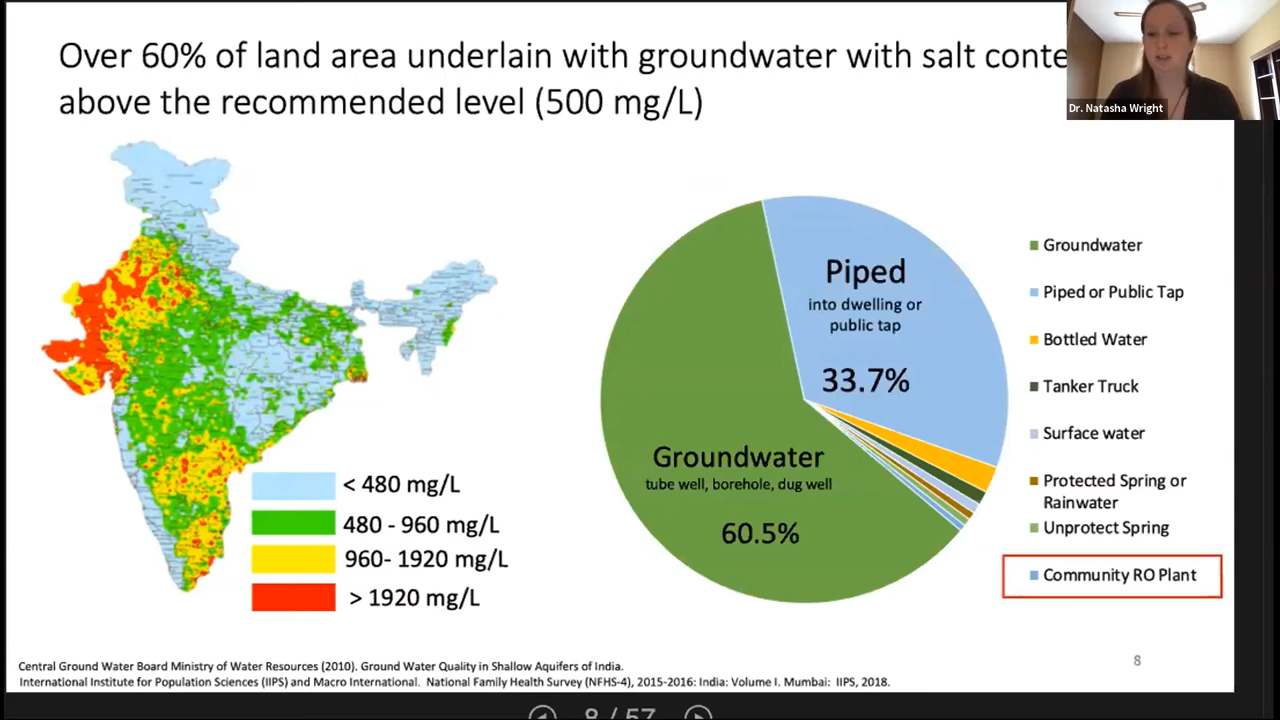 Over 60% of land area underlain with groundwater with salt conte
above the recommended level (500 mg/L)
Dr. Natasha Wright
< 480 mg/L
480 - 960 mg/L
960- 1920 mg/L
> 1920 mg/L
Piped
into dwelling or
public tap
33.7%
Groundwater
tube well, borehole, dug well
60.5%
Groundwater
Piped or Public Tap
Bottled Water
Tanker Truck
Surface water
Protected Spring or
Rainwater
Unprotect Spring
Community RO Plant
Central Ground Water Board Ministry of Water Resources (2010). Ground Water Quality in Shallow Aquifers of India.
International Institute for Population Sciences (IIPS) and Macro International. National Family Health Survey (NFHS-4), 2015-2016: India: Volume I. Mumbai: IIPS, 2018.
8
8 / 57